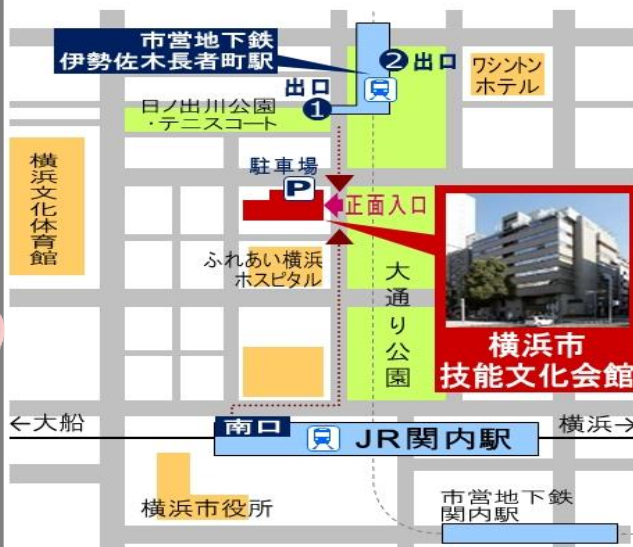 市営地下鉄
伊勢佐木長者町駅
❷出口
ワシントン
ホテル
出口
❶
日ノ出川公園
・テニスコート
横浜文化体育館
駐車場
P
正面入口
ふれあい横浜
ホスピタル
大通り公園
横浜市
技能文化会館
←大船
南口
JR関内駅
横浜→
横浜市役所
市営地下鉄
関内駅